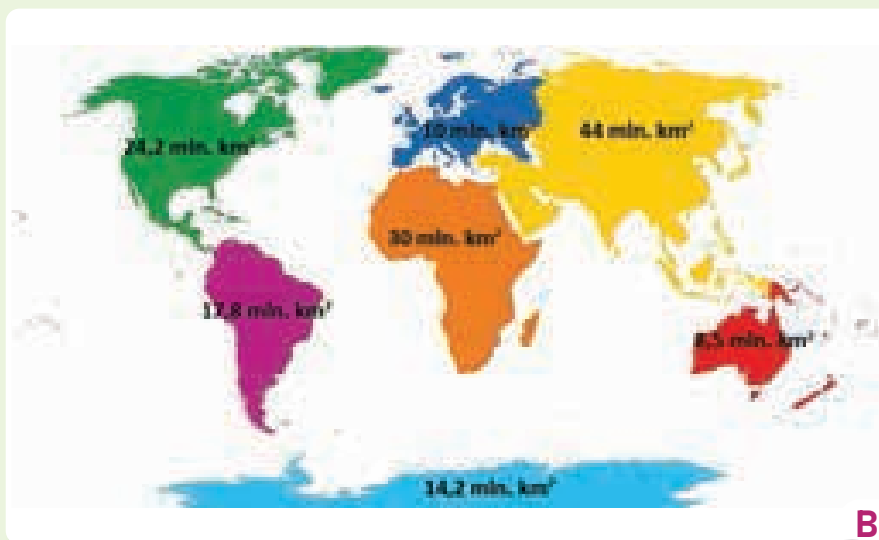 24,2 mln. km²
10 mln. km²
44 mln. km²
30 mln. km²
17,8 mln. km²
8,5 mln. km²
14,2 mln. km²
B